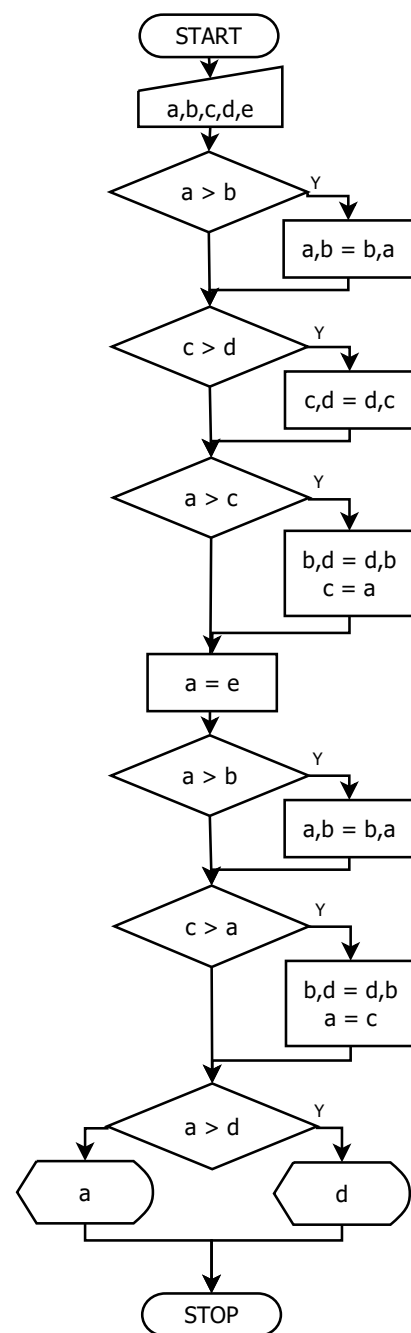 START
a,b,c,d,e
a > b
Y
a,b = b,a
c > d
Y
c,d = d,c
a > c
Y
b,d = d,b
c = a
a = e
a > b
Y
a,b = b,a
c > a
Y
b,d = d,b
a = c
a > d
Y
a
d
STOP